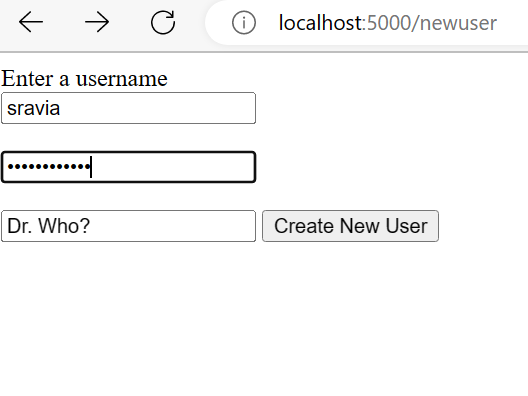 localhost:5000/newuser
Enter a username
sravia
••••••••••••
Dr. Who? Create New User